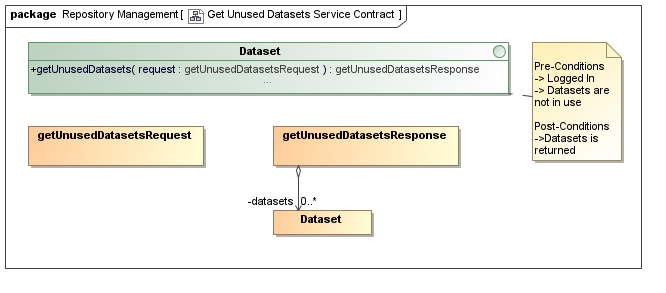 package Repository Management[ Get Unused Datasets Service Contract ]
Dataset
+getUnusedDatasets( request : getUnusedDatasetsRequest ) : getUnusedDatasetsResponse
...
Pre-Conditions
-> Logged In
-> Datasets are
not in use
Post-Conditions
->Datasets is
returned
getUnusedDatasetsRequest
getUnusedDatasetsResponse
-datasets 0..*
Dataset